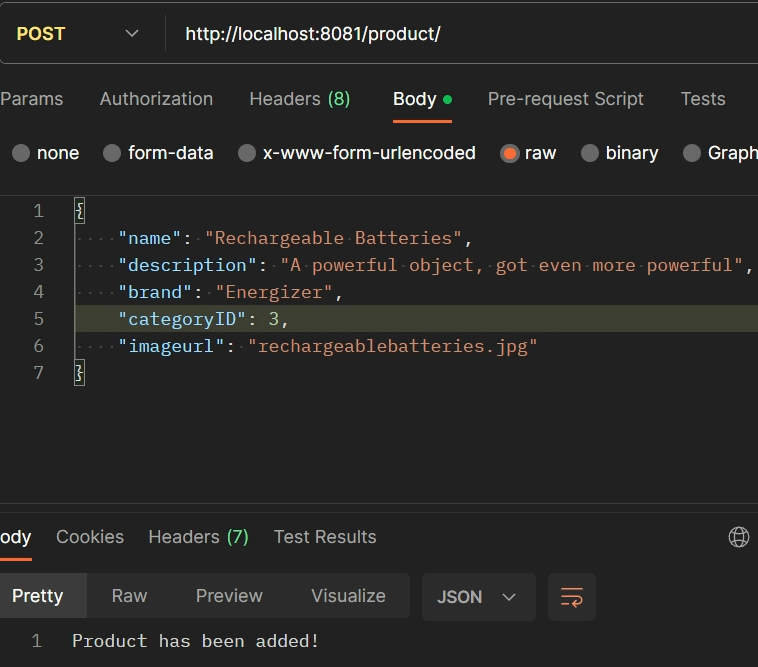 POST http://localhost:8081/product/
Params Authorization Headers (8) Body Pre-request Script Tests
none form-data x-www-form-urlencoded raw binary Graph
1 {
2 "name": "Rechargeable Batteries",
3 "description": "A powerful object, got even more powerful",
4 "brand": "Energizer",
5 "categoryID": 3,
6 "imageurl": "rechargeablebatteries.jpg"
7 }
ody Cookies Headers (7) Test Results
Pretty Raw Preview Visualize JSON
1 Product has been added!